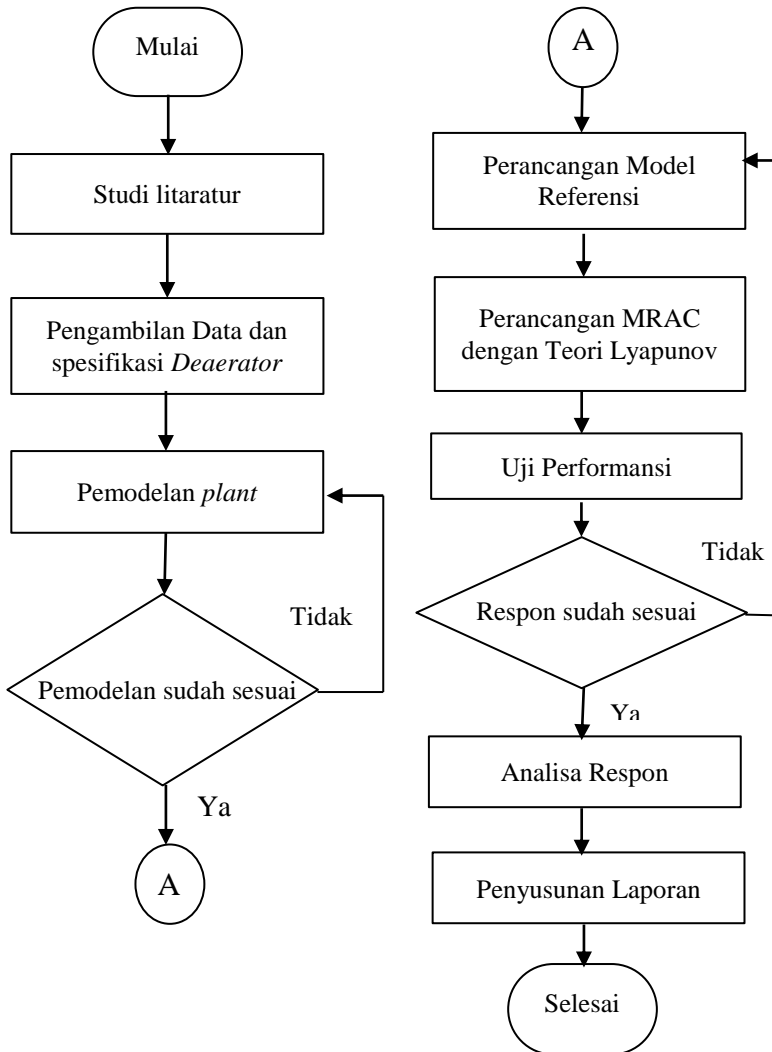 Mulai
Studi litaratur
Pengambilan Data dan
spesifikasi Deaerator
Pemodelan plant
Tidak
Pemodelan sudah sesuai
Ya
A
A
Perancangan Model
Referensi
Perancangan MRAC
dengan Teori Lyapunov
Uji Performansi
Tidak
Respon sudah sesuai
Ya
Analisa Respon
Penyusunan Laporan
Selesai